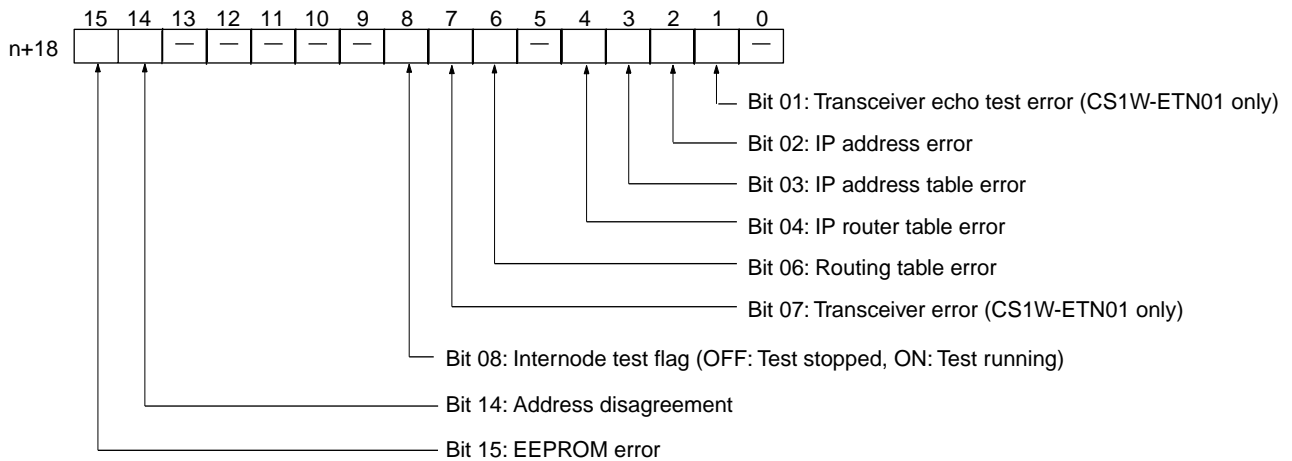 15 14 13 12 11 10 9 8 7 6 5 4 3 2 1 0
n+18 — — — — — — —
Bit 01: Transceiver echo test error (CS1W-ETN01 only)
Bit 02: IP address error
Bit 03: IP address table error
Bit 04: IP router table error
Bit 06: Routing table error
Bit 07: Transceiver error (CS1W-ETN01 only)
Bit 08: Internode test flag (OFF: Test stopped, ON: Test running)
Bit 14: Address disagreement
Bit 15: EEPROM error